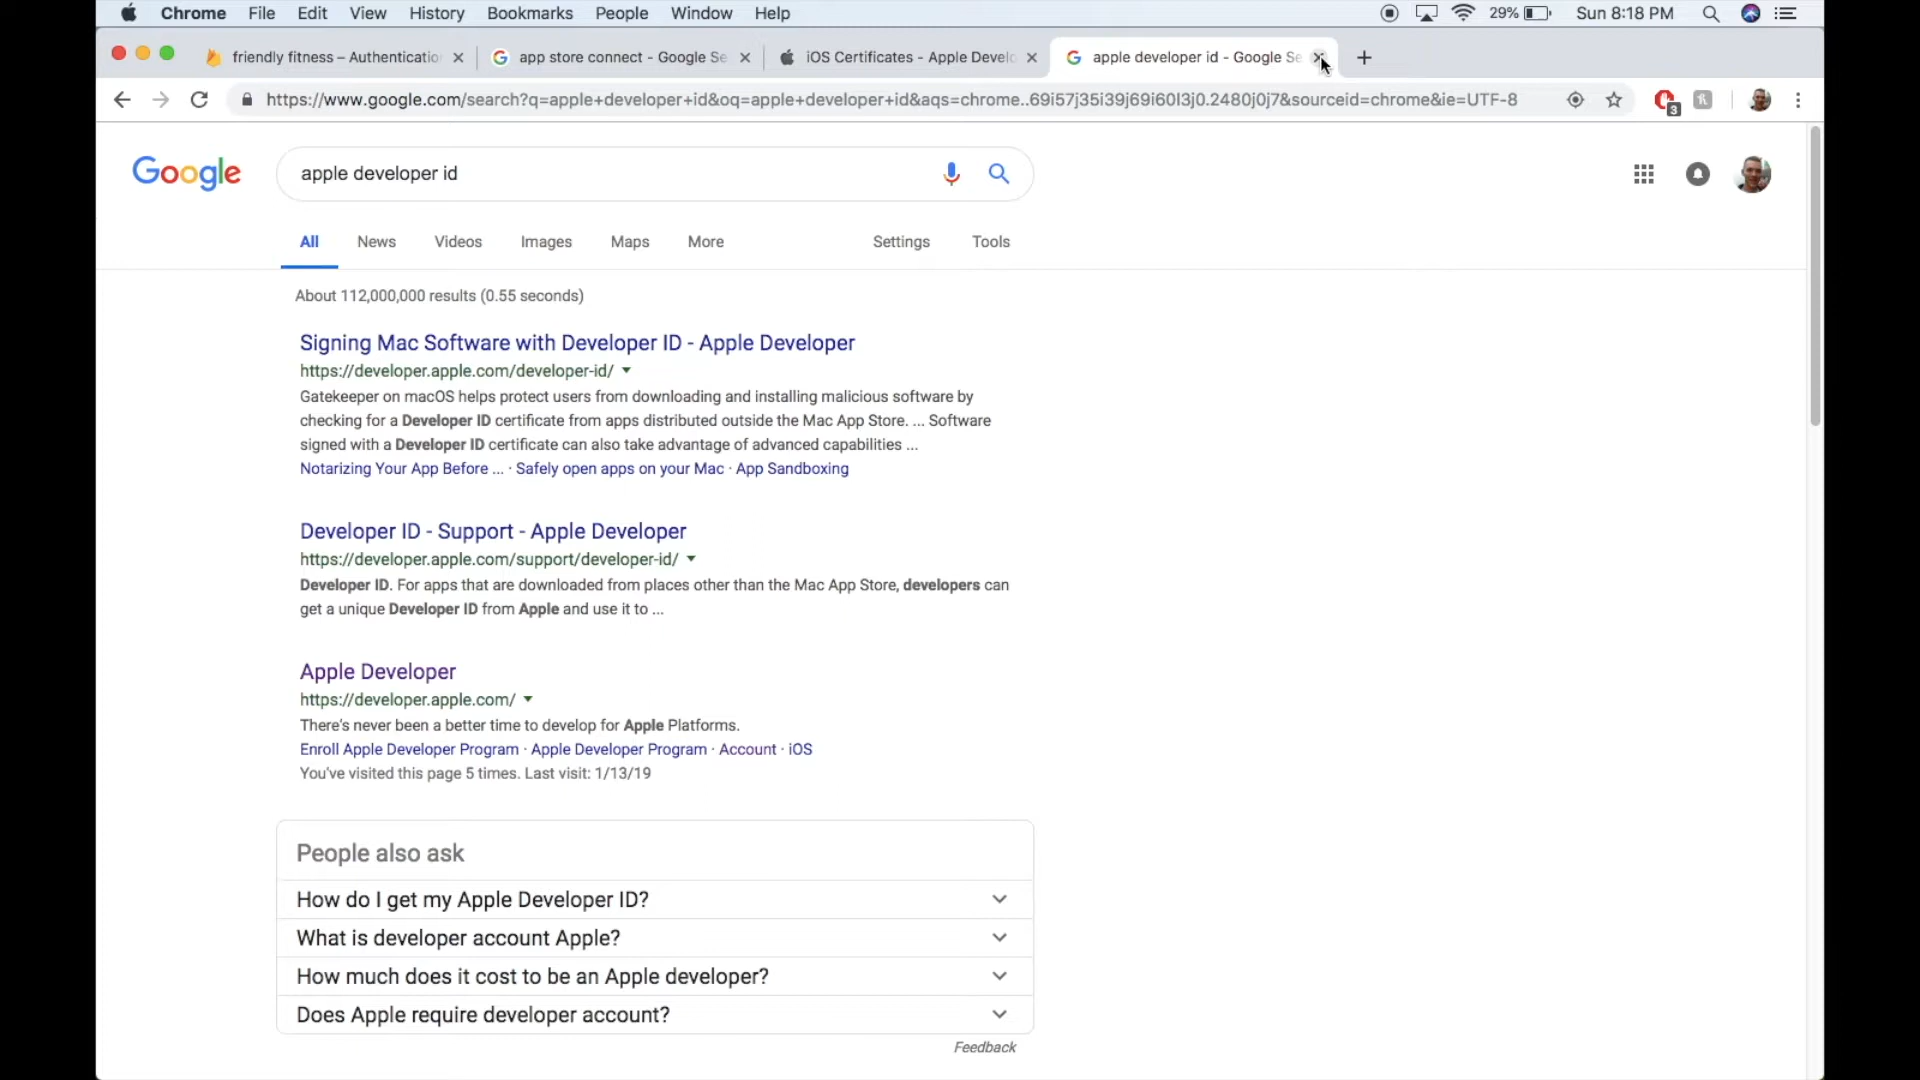 Chrome File Edit View History Bookmarks People Window Help 29% Sun 8:18 PM
friendly fitness – Authentication app store connect - Google Se iOS Certificates - Apple Develo apple developer id - Google Se
https://www.google.com/search?q=apple+developer+id&oq=apple+developer+id&aqs=chrome..69i57j35i39j69i60l3j0.2480j0j7&sourceid=chrome&ie=UTF-8 3
Google apple developer id
All News Videos Images Maps More Settings Tools
About 112,000,000 results (0.55 seconds)
Signing Mac Software with Developer ID - Apple Developer
https://developer.apple.com/developer-id/
Gatekeeper on macOS helps protect users from downloading and installing malicious software by
checking for a Developer ID certificate from apps distributed outside the Mac App Store. ... Software
signed with a Developer ID certificate can also take advantage of advanced capabilities ...
Notarizing Your App Before ... · Safely open apps on your Mac · App Sandboxing
Developer ID - Support - Apple Developer
https://developer.apple.com/support/developer-id/
Developer ID. For apps that are downloaded from places other than the Mac App Store, developers can
get a unique Developer ID from Apple and use it to ...
Apple Developer
https://developer.apple.com/
There's never been a better time to develop for Apple Platforms.
Enroll Apple Developer Program · Apple Developer Program · Account · iOS
You've visited this page 5 times. Last visit: 1/13/19
People also ask
How do I get my Apple Developer ID?
What is developer account Apple?
How much does it cost to be an Apple developer?
Does Apple require developer account?
Feedback